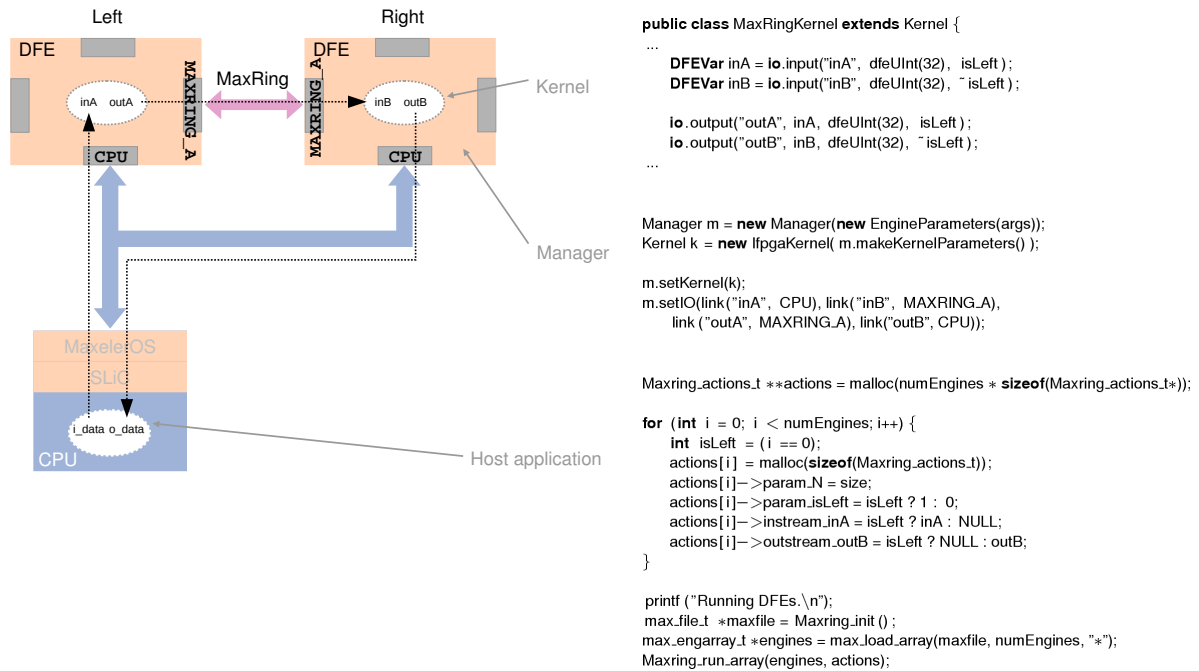 Left
Right
DFE
DFE
MAXRING_A
MaxRing
MAXRING_A
inA outA
inB outB
Kernel
CPU
CPU
Manager
MaxelerOS
SLiC
i_data o_data
CPU
Host application
public class MaxRingKernel extends Kernel {
...
DFEVar inA = io.input("inA", dfeUInt(32), isLeft);
DFEVar inB = io.input("inB", dfeUInt(32), ~isLeft);
io.output("outA", inA, dfeUInt(32), isLeft);
io.output("outB", inB, dfeUInt(32), ~isLeft);
...
Manager m = new Manager(new EngineParameters(args));
Kernel k = new IfpgaKernel( m.makeKernelParameters() );
m.setKernel(k);
m.setIO(link("inA", CPU), link("inB", MAXRING_A),
link("outA", MAXRING_A), link("outB", CPU));
Maxring_actions_t **actions = malloc(numEngines * sizeof(Maxring_actions_t*));
for (int i = 0; i < numEngines; i++) {
int isLeft = (i == 0);
actions[i] = malloc(sizeof(Maxring_actions_t));
actions[i]->param_N = size;
actions[i]->param_isLeft = isLeft ? 1 : 0;
actions[i]->instream_inA = isLeft ? inA : NULL;
actions[i]->outstream_outB = isLeft ? NULL : outB;
}
printf("Running DFEs.\n");
max_file_t *maxfile = Maxring_init();
max_engarray_t *engines = max_load_array(maxfile, numEngines, "*");
Maxring_run_array(engines, actions);